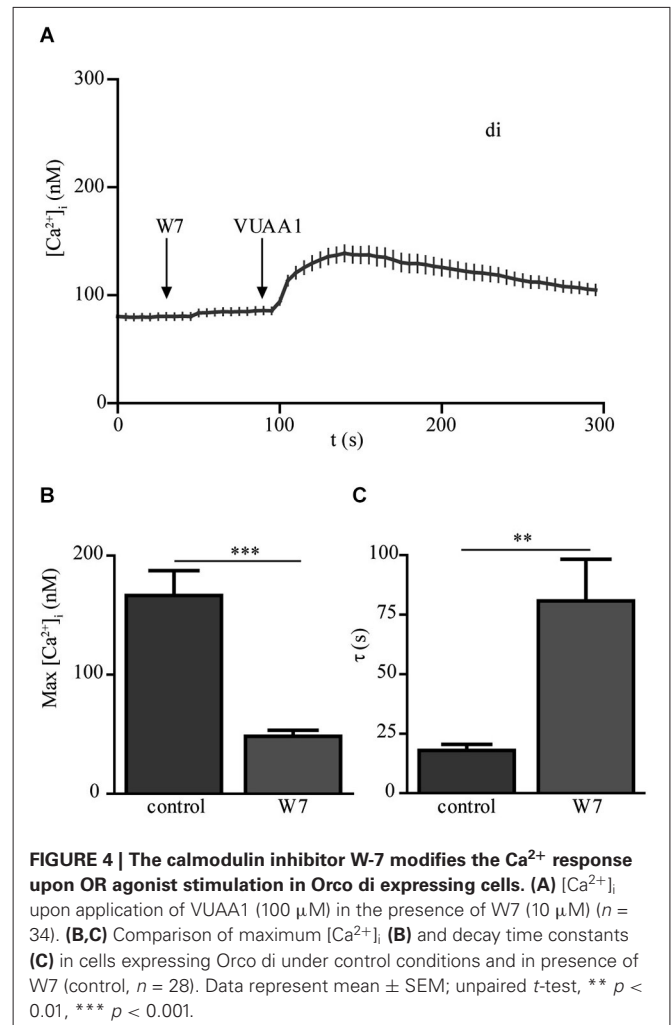 A
300
di
[Ca²⁺]ᵢ (nM)
200
W7
VUAA1
100
0
0
100
200
300
t (s)
B
C
200
***
Max [Ca²⁺]ᵢ (nM)
100
0
control
W7
100
**
75
τ (s)
50
25
0
control
W7
FIGURE 4 | The calmodulin inhibitor W-7 modifies the Ca²⁺ response
upon OR agonist stimulation in Orco di expressing cells. (A) [Ca²⁺]ᵢ
upon application of VUAA1 (100 μM) in the presence of W7 (10 μM) (n =
34). (B,C) Comparison of maximum [Ca²⁺]ᵢ (B) and decay time constants
(C) in cells expressing Orco di under control conditions and in presence of
W7 (control, n = 28). Data represent mean ± SEM; unpaired t-test, ** p <
0.01, *** p < 0.001.